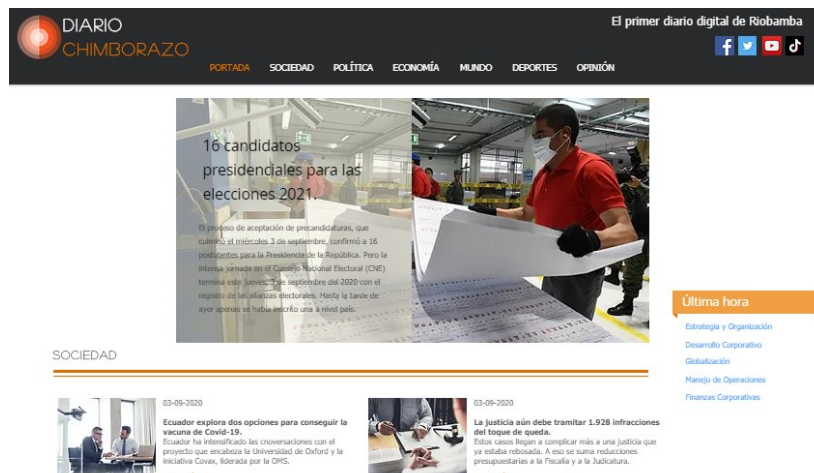 DIARIO
CHIMBORAZO
El primer diario digital de Riobamba
PORTADA SOCIEDAD POLÍTICA ECONOMÍA MUNDO DEPORTES OPINIÓN
16 candidatos
presidenciales para las
elecciones 2021.
El proceso de aceptación de precandidaturas, que
culminó el miércoles 3 de septiembre, confirmó a 16
postulantes para la Presidencia de la República. Pero la
intensa jornada en el Consejo Nacional Electoral (CNE)
termina este jueves, 3 de septiembre del 2020 con el
registro de las alianzas electorales. Hasta la tarde de
ayer apenas se había inscrito una a nivel país.
Última hora
Estrategia y Organización
Desarrollo Corporativo
Globalización
Manejo de Operaciones
Finanzas Corporativas
SOCIEDAD
03-09-2020
Ecuador explora dos opciones para conseguir la
vacuna de Covid-19.
Ecuador ha intensificado las cnoversaciones con el
proyecto que encabeza la Universidad de Oxford y la
iniciativa Covax, liderada por la OMS.
03-09-2020
La justicia aún debe tramitar 1.928 infracciones
del toque de queda.
Estos casos llegan a complicar más a una justicia que
ya estaba rebosada. A eso se suma reducciones
presupuestarias a la Fiscalía y a la Judicatura.